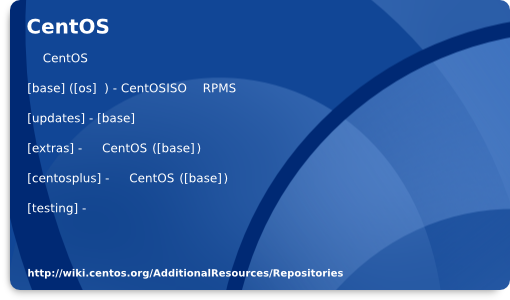 CentOS
CentOS
[base] ([os] ) - CentOSISO RPMS
[updates] - [base]
[extras] - CentOS ([base])
[centosplus] - CentOS ([base])
[testing] -
http://wiki.centos.org/AdditionalResources/Repositories